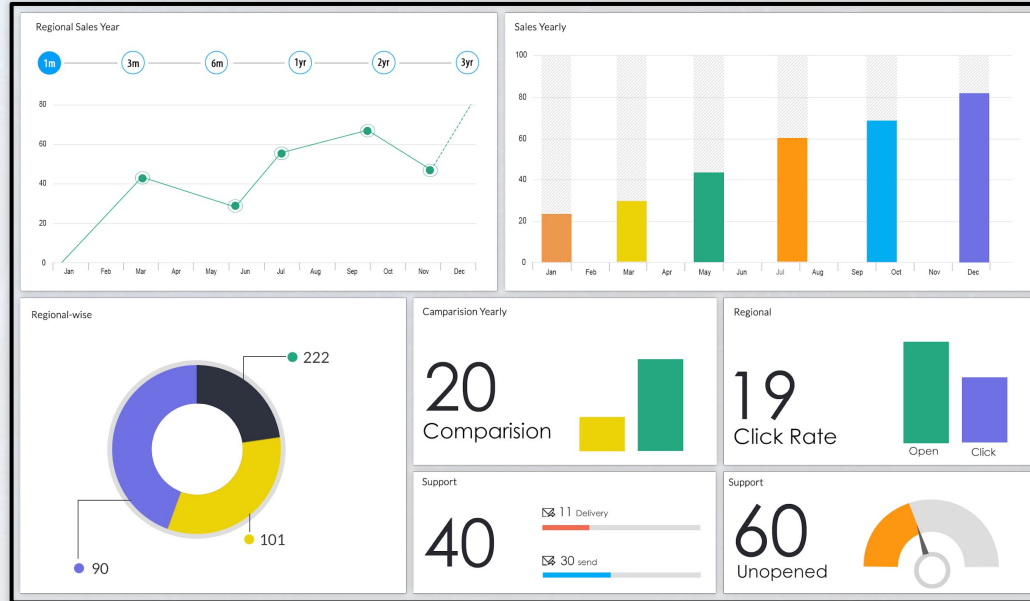 Regional Sales Year
1m 3m 6m 1yr 2yr 3yr
80
60
40
20
0
Jan Feb Mar Apr May Jun Jul Aug Sep Oct Nov Dec
Sales Yearly
100
80
60
40
20
0
Jan Feb Mar Apr May Jun Jul Aug Sep Oct Nov Dec
Regional-wise
222
101
90
Camparision Yearly
20
Comparision
Regional
19
Click Rate
Open Click
Support
40
11 Delivery
30 send
Support
60
Unopened